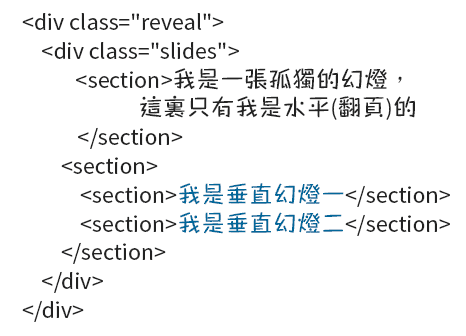 <div class="reveal">
<div class="slides">
<section>我是一張孤獨的幻燈，
這裏只有我是水平(翻頁)的
</section>
<section>
<section>我是垂直幻燈一</section>
<section>我是垂直幻燈二</section>
</section>
</div>
</div>